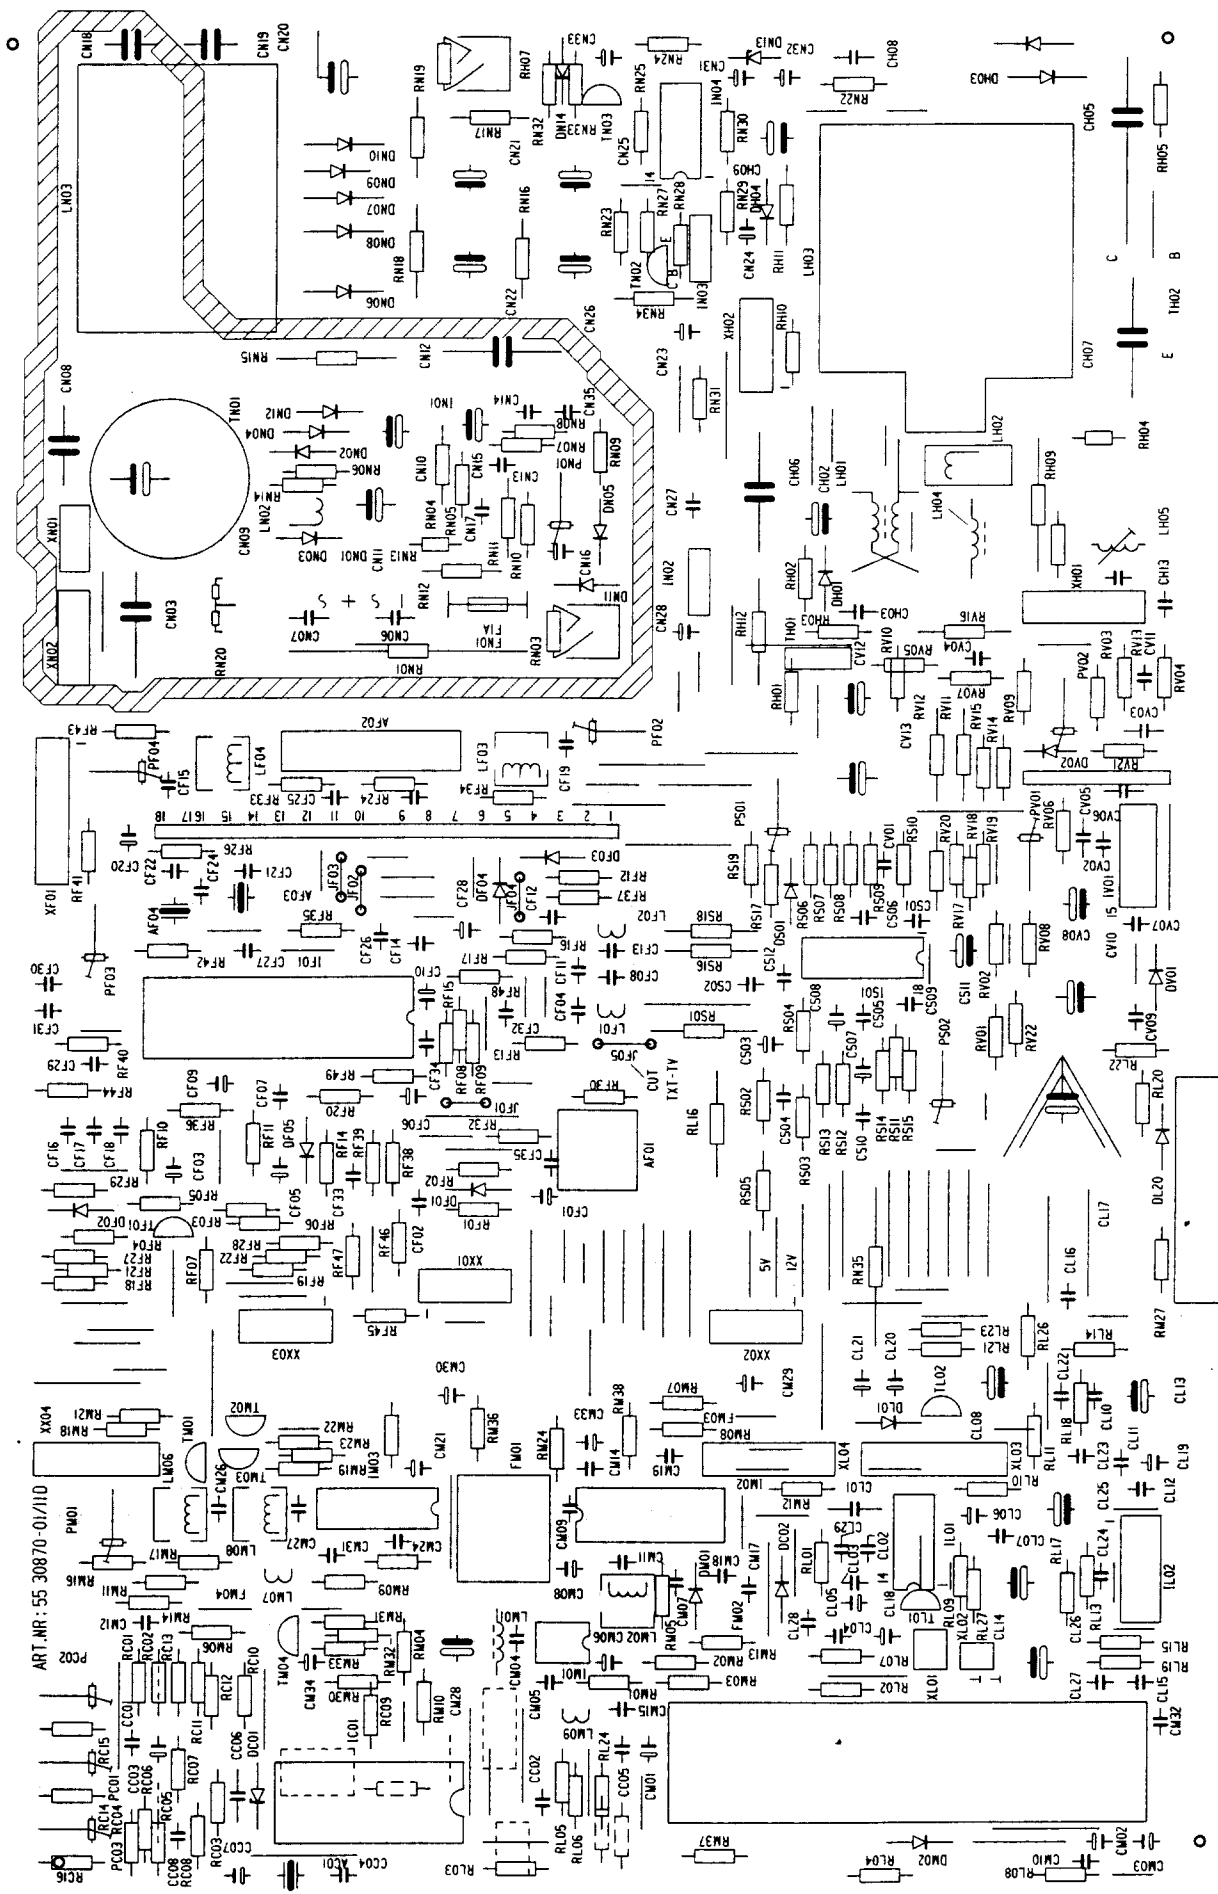 CN18
CN19
CN20
LN03
DN10
DN09
DN07
DN08
DN06
RN19
RH07
RN17
CN21
RN32
DN14
RN33
TN03
CN33
RN24
RN25
CN25
CN31
IN04
DN13
CN32
CH08
RN22
DH03
CH05
RH05
RN30
CH09
RN29
DH04
14
RN28
RN27
RN23
TN02
RN34
IN03
E
C
B
CN24
RH11
LH03
RN16
RN18
CN22
CN26
CN23
XH02
RH10
C
B
TH02
E
CH07
CN12
RN15
CN08
TN01
DN12
DN04
DN02
RN06
RN14
LN02
IN01
CN14
CN35
RN08
RN07
PN01
RN09
CN10
CN15
CN13
RN04
RN05
CN17
RN11
RN10
DN05
CN16
DN11
RN31
CN27
CH06
CH02
LH01
LH02
LH04
RH09
RH04
LH05
XN01
CN09
DN03
DN01
CN11
RN13
RN12
XN02
CN03
RN20
CN07
CN06
RN01
FN01
F1A
RN03
IN02
CN28
RH12
RH02
DH01
TH01
RH03
CH03
XH01
CH13
RV16
CV04
RV10
RV05
CV12
RH01
RV07
RV09
PV02
RV03
RV13
CV11
RV04
CV03
RV12
RV11
RV15
RV14
CV13
DV02
RV21
RF43
PF04
CF15
LF04
AF02
LF03
CF19
PF02
RF33
CF25
RF24
RF34
18
17
16
15
14
13
12
11
10
9
8
7
6
5
4
3
2
1
XF01
RF41
CF20
CF22
RF26
CF24
CF21
AF04
AF03
JF03
JF02
CF28
DF04
JF04
CF12
DF03
RF12
RF37
PS01
RS19
RS17
DS01
RS06
RS07
RS08
RS09
CV01
RS10
CS06
CS01
RV20
RV18
RV19
RV17
PV01
RV06
CV05
CV06
CV02
IV01
15
CV08
CV10
CV07
RV08
RV02
CS11
PF03
CF30
CF31
RF42
CF27
IF01
RF35
CF26
CF14
RF16
RF17
RF48
CF10
RF15
CF34
RF08
RF09
CF32
RF13
CF11
CF04
CF13
CF08
LF02
LF01
JF05
CUT
TXT-TV
RS18
RS16
CS02
CS12
RS01
RS04
CS08
CS05
CS07
IS01
18
CS09
PS02
RV01
RV22
CV09
DV01
RL22
CF29
RF40
RF44
CF09
RF36
RF10
CF03
CF16
CF17
CF18
RF11
CF07
DF05
RF49
RF20
CF06
JF01
RF32
CF35
RF30
AF01
RL16
CS03
RS02
CS04
RS03
RS13
RS12
CS10
RS14
RS11
RS15
RL20
DL20
RF29
DF02
RF05
TF01
RF03
RF04
RF27
RF21
RF18
RF07
RF28
RF22
RF19
RF06
CF05
RF14
CF33
RF39
RF38
RF47
RF46
CF02
RF02
DF01
RF01
CF01
RS05
5V
12V
RN35
CL17
CL16
RM27
XX01
XX03
RF45
XX02
CL21
CL20
RL23
RL21
RL26
RL14
TL02
DL01
CL22
CL08
RL18
CL10
CL11
CL13
CL23
CL19
CL12
CL25
CM30
RM36
CM33
RM38
RM07
CM29
RM08
FM03
XX04
RM21
RM18
TM01
TM02
RM22
RM23
RM19
IM03
CM21
FM01
RM24
CM14
CM19
IM02
XL04
XL03
RL11
RL10
RM12
CL01
CL06
CL07
CL29
CL03
CL02
14
IL01
RL17
CL24
IL02
ART.NR: 55 30870-01/11D
PM01
LM06
CM26
TM03
LM08
CM27
CM31
CM24
CM09
CM08
CM11
DM01
CM18
CM17
DC02
RL01
CL05
CL18
TL01
RM16
RM17
RM11
FM04
LM07
RM09
RM14
CM12
PC02
RC01
RC02
RC13
RM06
RC10
TM04
CM34
RM31
RM33
RM30
RM32
RM04
CM28
RM10
LM01
CM04
CM05
IM01
LM02
CM06
RM05
CM07
FM02
RM13
RM02
RM03
RM01
CM15
CL28
CL04
RL07
RL02
XL01
XL02
RL09
RL27
CL14
RL13
CL26
RL15
RL19
CL27
CL15
CM32
RC15
CC01
CC03
PC01
RC06
RC05
RC07
RC11
RC12
CC06
DC01
IC01
RC09
LM09
RL24
CC02
CC05
CM01
RC14
RC04
PC03
CC08
RC08
RC03
CC07
RC16
CC04
AC01
RL03
RL05
RL06
RM37
RL04
DM02
RL08
CM10
CM02
CM03